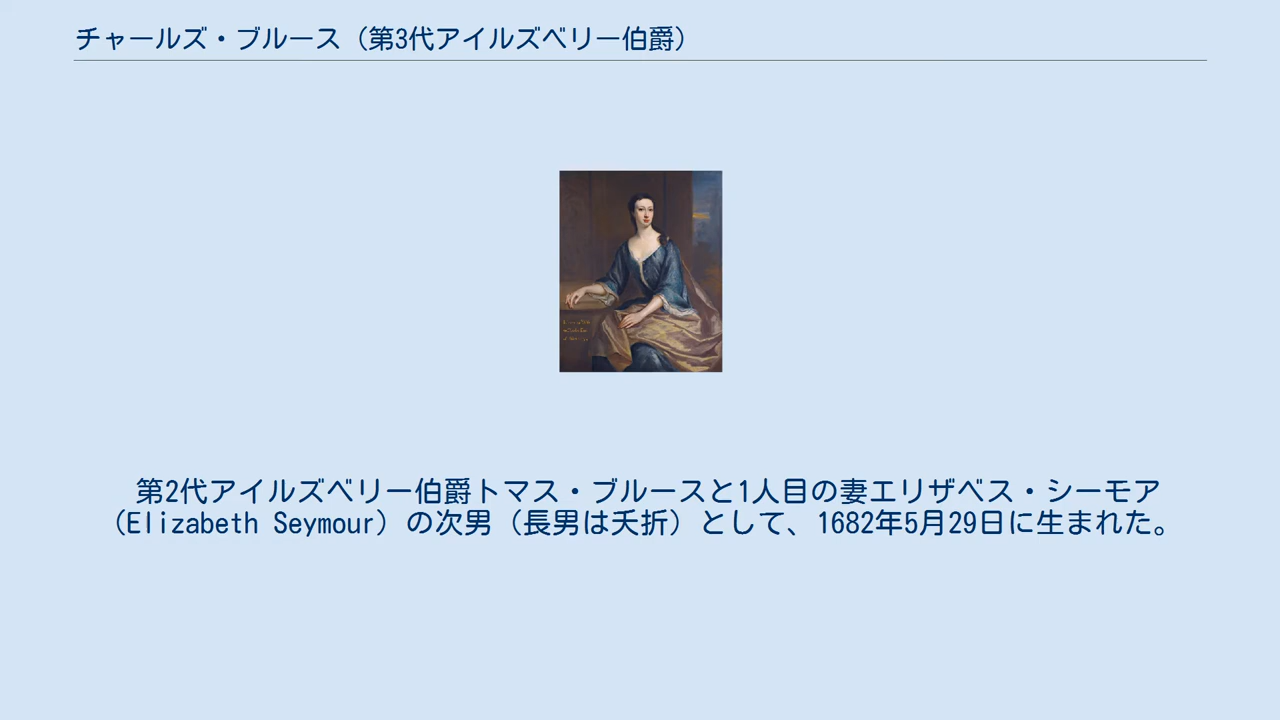 チャールズ・ブルース（第3代アイルズベリー伯爵）
第2代アイルズベリー伯爵トマス・ブルースと1人目の妻エリザベス・シーモア
（Elizabeth Seymour）の次男（長男は夭折）として、1682年5月29日に生まれた。